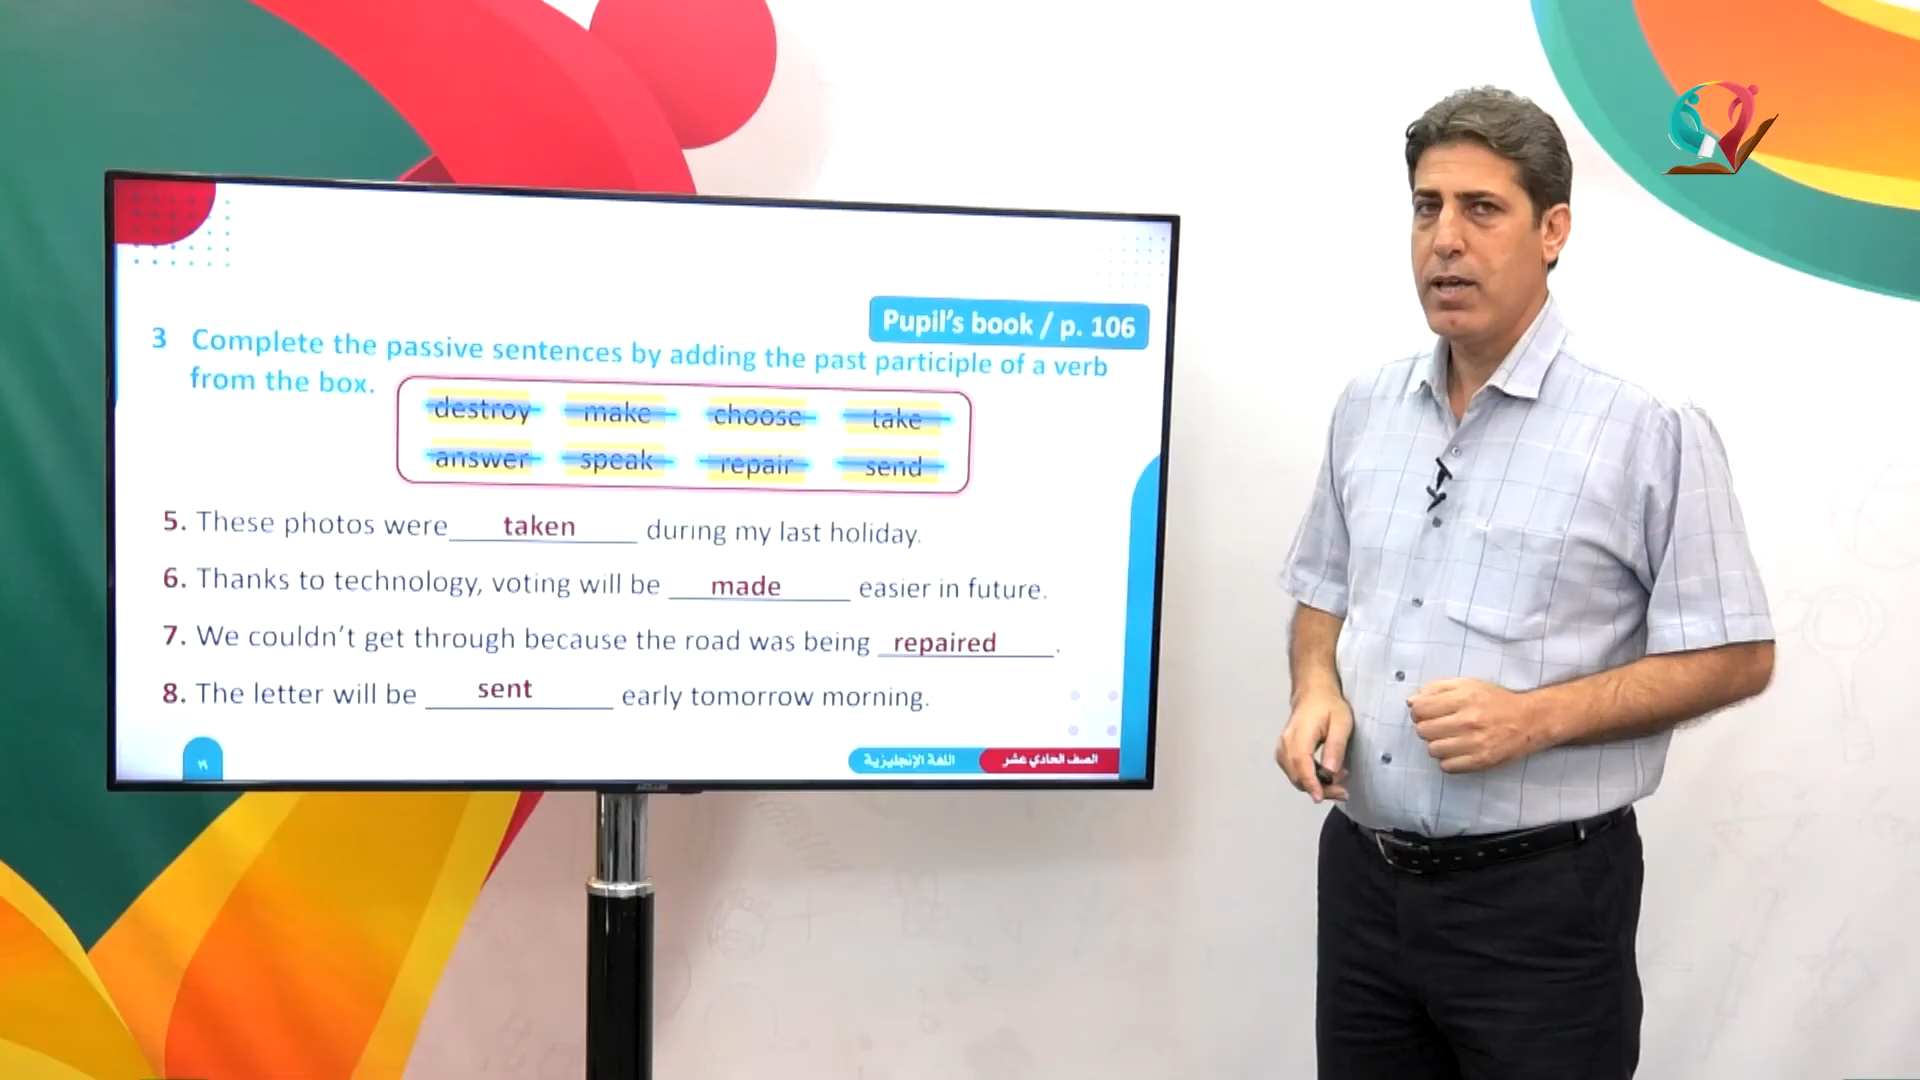 Pupil's book / p. 106
3 Complete the passive sentences by adding the past participle of a verb
from the box.
destroy make choose take
answer speak repair send
5. These photos were taken during my last holiday.
6. Thanks to technology, voting will be made easier in future.
7. We couldn't get through because the road was being repaired.
8. The letter will be sent early tomorrow morning.
١٩ اللغة الإنجليزية الصف الحادي عشر